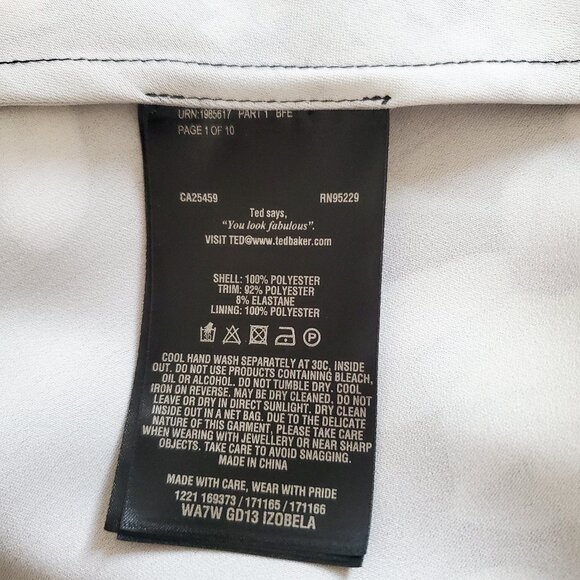 URN:1985617 PART 1 BFE
PAGE 1 OF 10
CA25459 RN95229
Ted says,
"You look fabulous".
VISIT TED@www.tedbaker.com
SHELL: 100% POLYESTER
TRIM: 92% POLYESTER
8% ELASTANE
LINING: 100% POLYESTER
COOL HAND WASH SEPARATELY AT 30C, INSIDE
OUT. DO NOT USE PRODUCTS CONTAINING BLEACH,
OIL OR ALCOHOL. DO NOT TUMBLE DRY. COOL
IRON ON REVERSE. MAY BE DRY CLEANED. DO NOT
LEAVE OR DRY IN DIRECT SUNLIGHT. DRY CLEAN
INSIDE OUT IN A NET BAG. DUE TO THE DELICATE
NATURE OF THIS GARMENT, PLEASE TAKE CARE
WHEN WEARING WITH JEWELLERY OR NEAR SHARP
OBJECTS. TAKE CARE TO AVOID SNAGGING.
MADE IN CHINA
MADE WITH CARE, WEAR WITH PRIDE
1221 169373 / 171165 / 171166
WA7W GD13 IZOBELA